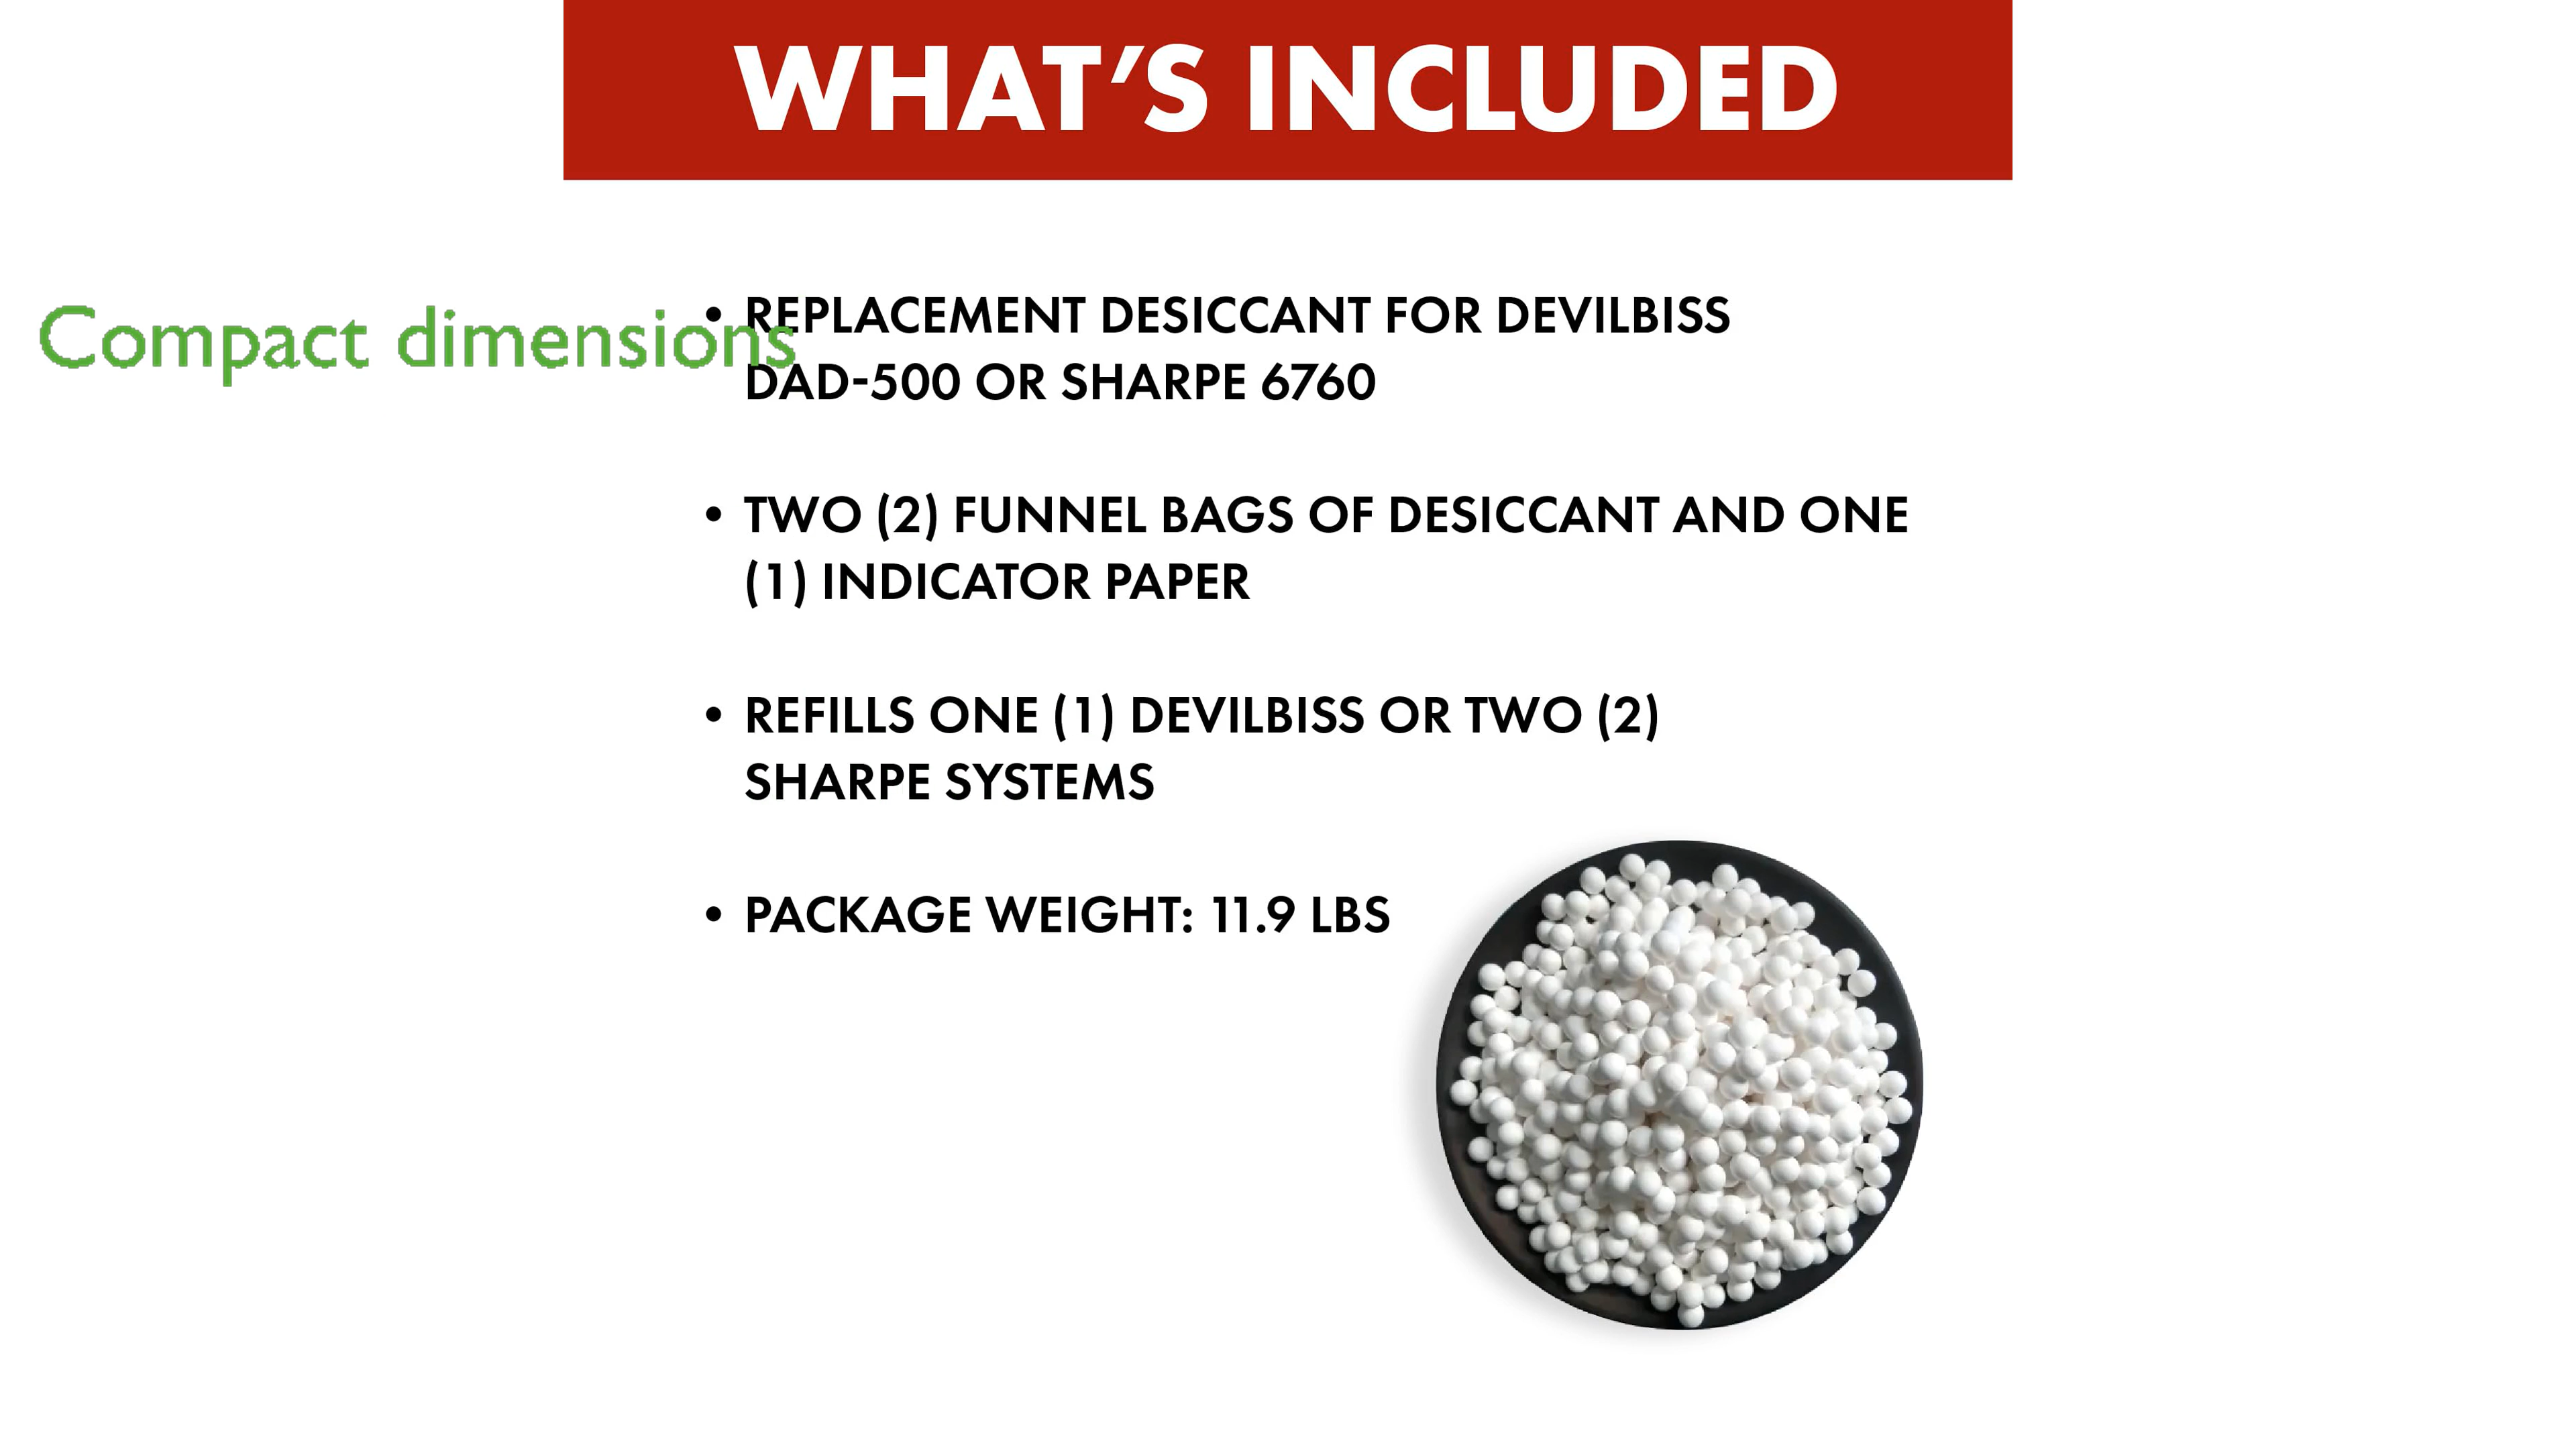 WHAT’S INCLUDED
Compact dimensions
• REPLACEMENT DESICCANT FOR DEVILBISS
DAD-500 OR SHARPE 6760
• TWO (2) FUNNEL BAGS OF DESICCANT AND ONE
(1) INDICATOR PAPER
• REFILLS ONE (1) DEVILBISS OR TWO (2)
SHARPE SYSTEMS
• PACKAGE WEIGHT: 11.9 LBS